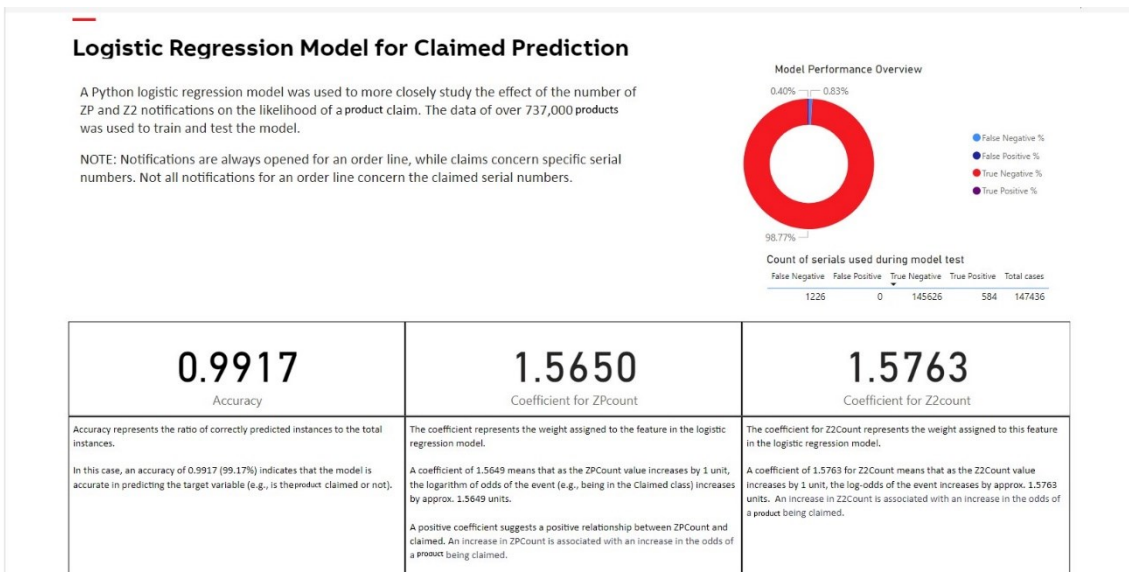 Logistic Regression Model for Claimed Prediction
A Python logistic regression model was used to more closely study the effect of the number of
ZP and Z2 notifications on the likelihood of a product claim. The data of over 737,000 products
was used to train and test the model.
NOTE: Notifications are always opened for an order line, while claims concern specific serial
numbers. Not all notifications for an order line concern the claimed serial numbers.
Model Performance Overview
0.40% 0.83%
False Negative %
False Positive %
True Negative %
True Positive %
98.77%
Count of serials used during model test
False Negative False Positive True Negative True Positive Total cases
1226 0 145626 584 147436
0.9917
Accuracy
Accuracy represents the ratio of correctly predicted instances to the total
instances.
In this case, an accuracy of 0.9917 (99.17%) indicates that the model is
accurate in predicting the target variable (e.g., is the product claimed or not).
1.5650
Coefficient for ZPcount
The coefficient represents the weight assigned to the feature in the logistic
regression model.
A coefficient of 1.5649 means that as the ZPCount value increases by 1 unit,
the logarithm of odds of the event (e.g., being in the Claimed class) increases
by approx. 1.5649 units.
A positive coefficient suggests a positive relationship between ZPCount and
claimed. An increase in ZPCount is associated with an increase in the odds of
a product being claimed.
1.5763
Coefficient for Z2count
The coefficient for Z2Count represents the weight assigned to this feature
in the logistic regression model.
A coefficient of 1.5763 for Z2Count means that as the Z2Count value
increases by 1 unit, the log-odds of the event increases by approx. 1.5763
units. An increase in Z2Count is associated with an increase in the odds of
a product being claimed.